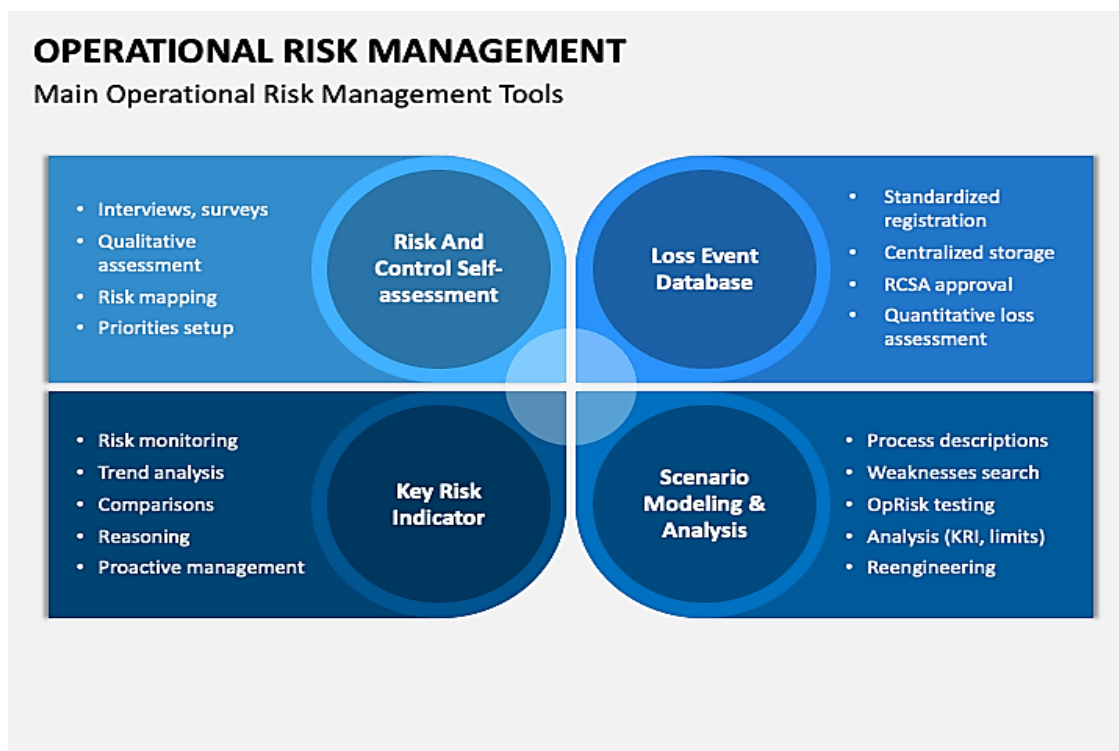 OPERATIONAL RISK MANAGEMENT
Main Operational Risk Management Tools
• Interviews, surveys
• Qualitative
assessment
• Risk mapping
• Priorities setup
Risk And
Control Self-
assessment
Loss Event
Database
• Standardized
registration
• Centralized storage
• RCSA approval
• Quantitative loss
assessment
• Risk monitoring
• Trend analysis
• Comparisons
• Reasoning
• Proactive management
Key Risk
Indicator
Scenario
Modeling &
Analysis
• Process descriptions
• Weaknesses search
• OpRisk testing
• Analysis (KRI, limits)
• Reengineering